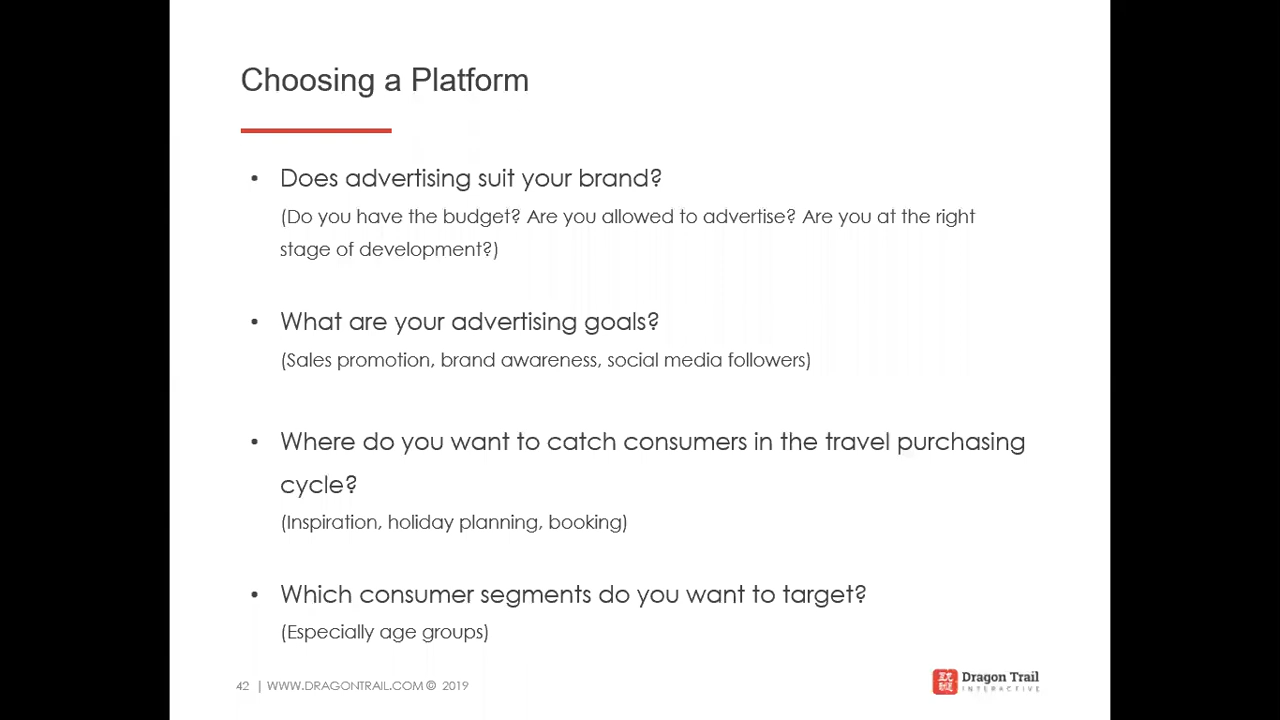 Choosing a Platform
• Does advertising suit your brand?
(Do you have the budget? Are you allowed to advertise? Are you at the right
stage of development?)
• What are your advertising goals?
(Sales promotion, brand awareness, social media followers)
• Where do you want to catch consumers in the travel purchasing
cycle?
(Inspiration, holiday planning, booking)
• Which consumer segments do you want to target?
(Especially age groups)
42 | WWW.DRAGONTRAIL.COM © 2019
Dragon Trail
INTERACTIVE